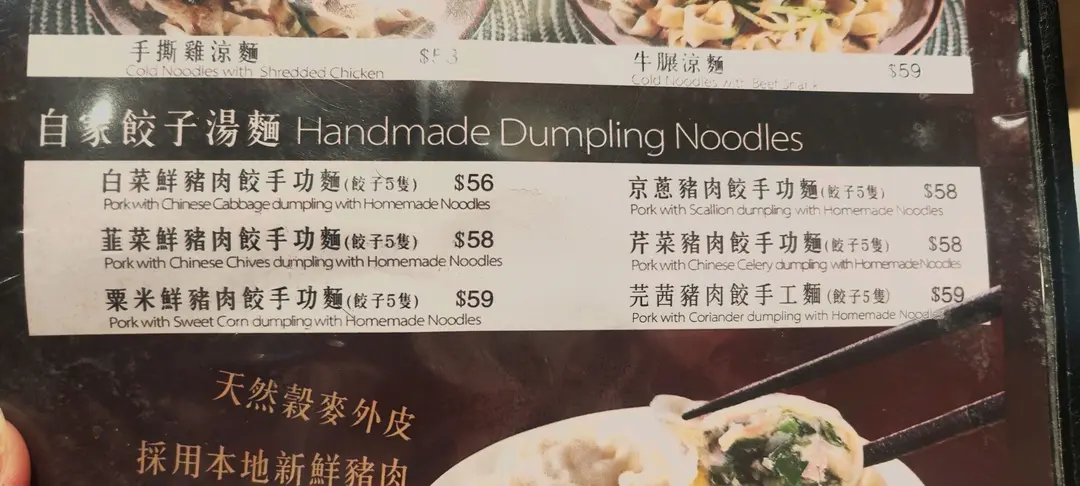 手撕雞涼麵
Cold Noodles with Shredded Chicken
牛𦟌涼麵 $59
Cold Noodles with Beef Shank
自家餃子湯麵 Handmade Dumpling Noodles
白菜鮮豬肉餃手功麵(餃子5隻) $56
Pork with Chinese Cabbage dumpling with Homemade Noodles
韮菜鮮豬肉餃手功麵(餃子5隻) $58
Pork with Chinese Chives dumpling with Homemade Noodles
粟米鮮豬肉餃手功麵(餃子5隻) $59
Pork with Sweet Corn dumpling with Homemade Noodles
京蔥豬肉餃手功麵(餃子5隻) $58
Pork with Scallion dumpling with Homemade Noodles
芹菜豬肉餃手功麵(餃子5隻) $58
Pork with Chinese Celery dumpling with Homemade Noodles
芫茜豬肉餃手工麵(餃子5隻) $59
Pork with Coriander dumpling with Homemade
天然穀麥外皮
採用本地新鮮豬肉